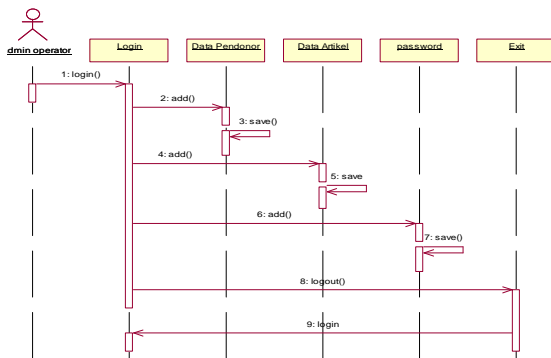 dmin operator
Login
Data Pendonor
Data Artikel
password
Exit
1: login()
2: add()
3: save()
4: add()
5: save
6: add()
7: save()
8: logout()
9: login